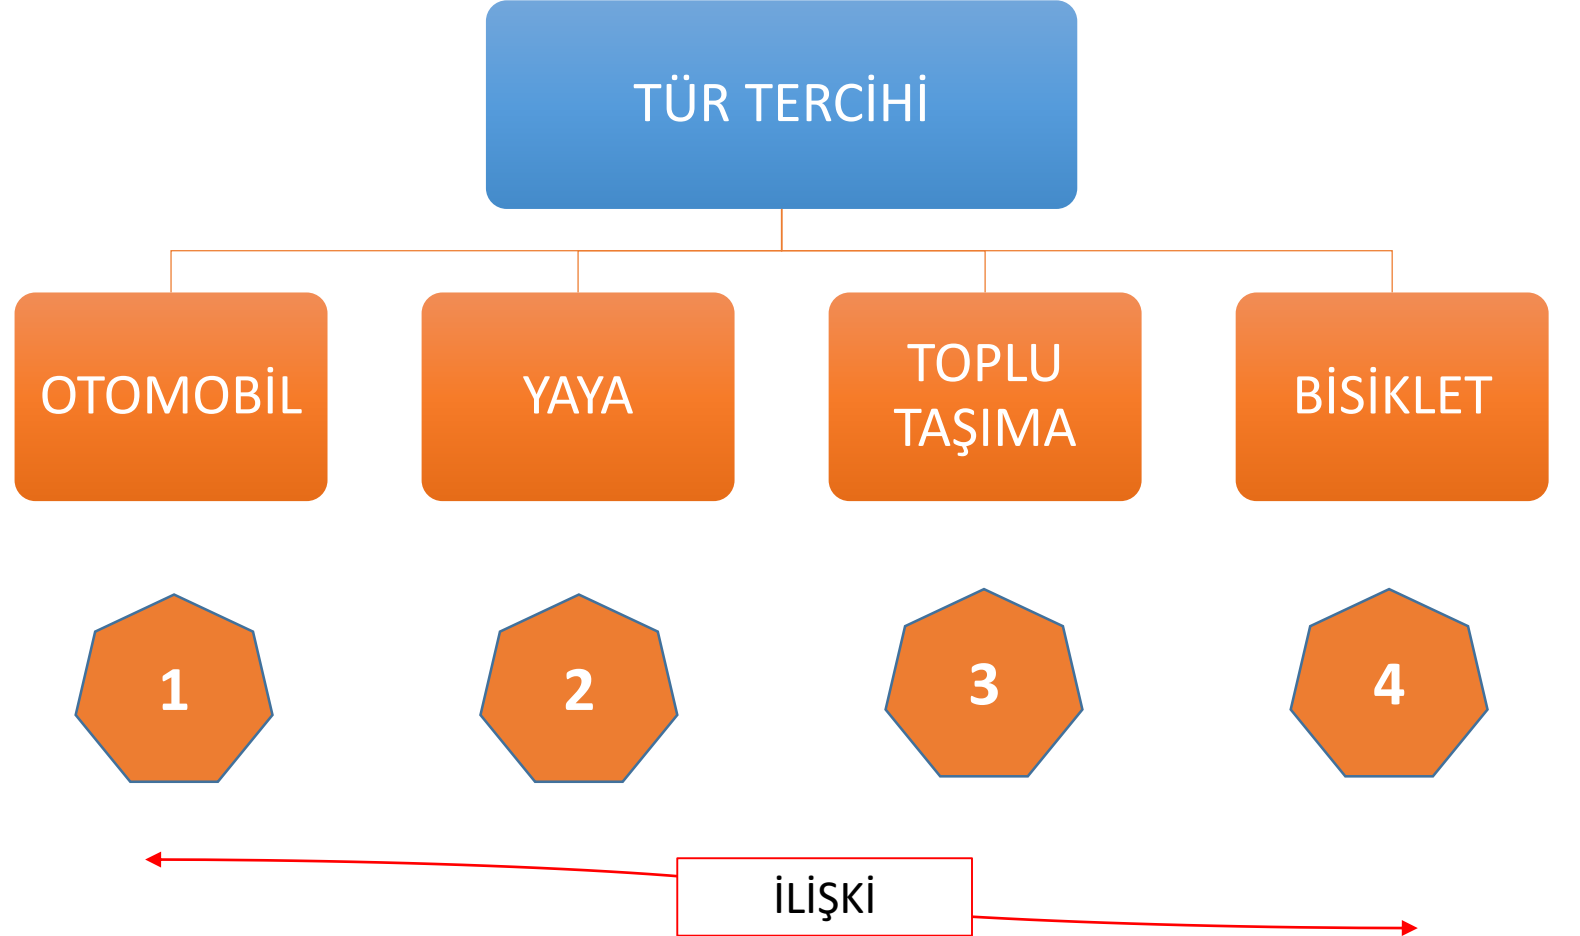 TÜR TERCİHİ
OTOMOBİL
YAYA
TOPLU
TAŞIMA
BİSİKLET
1
2
3
4
İLİŞKİ